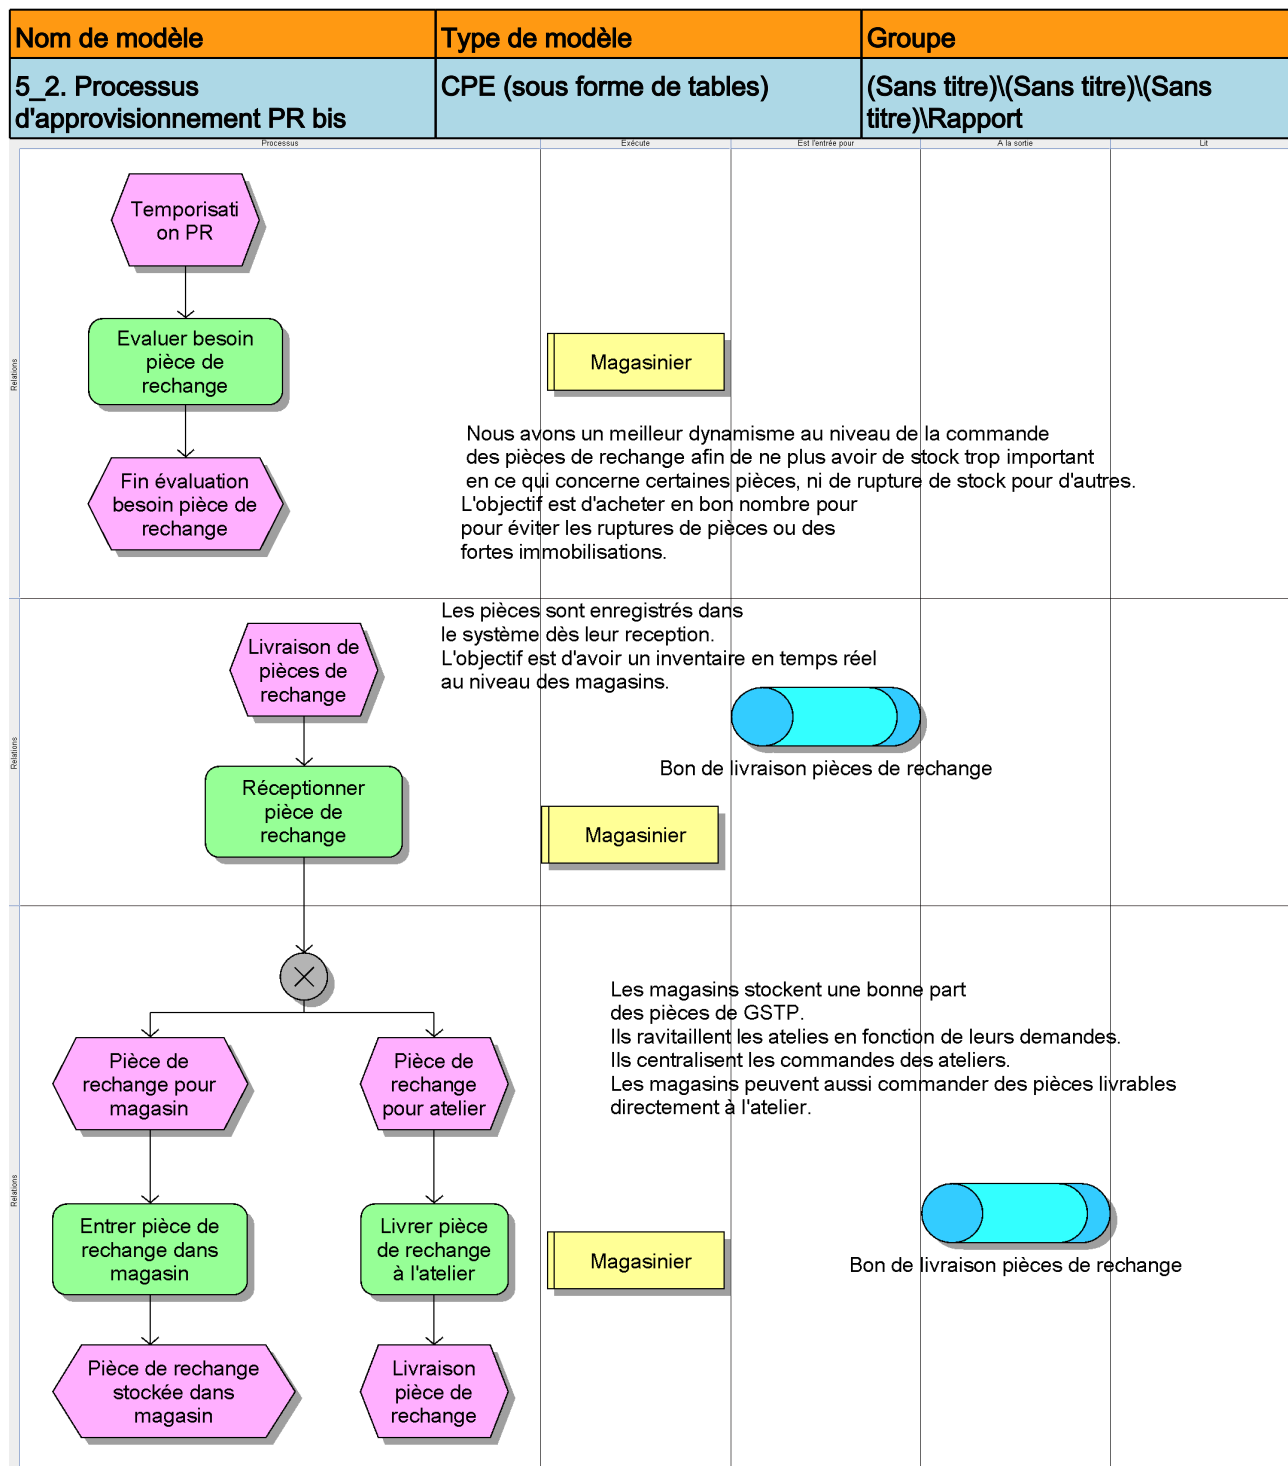 Nom de modèle
Type de modèle
Groupe
5_2. Processus
d'approvisionnement PR bis
CPE (sous forme de tables)
(Sans titre)\(Sans titre)\(Sans
titre)\Rapport
Processus
Exécute
Est l'entrée pour
A la sortie
Lit
Relations
Temporisati
on PR
Evaluer besoin
pièce de
rechange
Magasinier
Fin évaluation
besoin pièce de
rechange
Nous avons un meilleur dynamisme au niveau de la commande
des pièces de rechange afin de ne plus avoir de stock trop important
en ce qui concerne certaines pièces, ni de rupture de stock pour d'autres.
L'objectif est d'acheter en bon nombre pour
pour éviter les ruptures de pièces ou des
fortes immobilisations.
Relations
Livraison de
pièces de
rechange
Les pièces sont enregistrés dans
le système dès leur reception.
L'objectif est d'avoir un inventaire en temps réel
au niveau des magasins.
Bon de livraison pièces de rechange
Réceptionner
pièce de
rechange
Magasinier
Relations
Les magasins stockent une bonne part
des pièces de GSTP.
Ils ravitaillent les atelies en fonction de leurs demandes.
Ils centralisent les commandes des ateliers.
Les magasins peuvent aussi commander des pièces livrables
directement à l'atelier.
Pièce de
rechange pour
magasin
Pièce de
rechange
pour atelier
Entrer pièce de
rechange dans
magasin
Livrer pièce
de rechange
à l'atelier
Magasinier
Bon de livraison pièces de rechange
Pièce de rechange
stockée dans
magasin
Livraison
pièce de
rechange